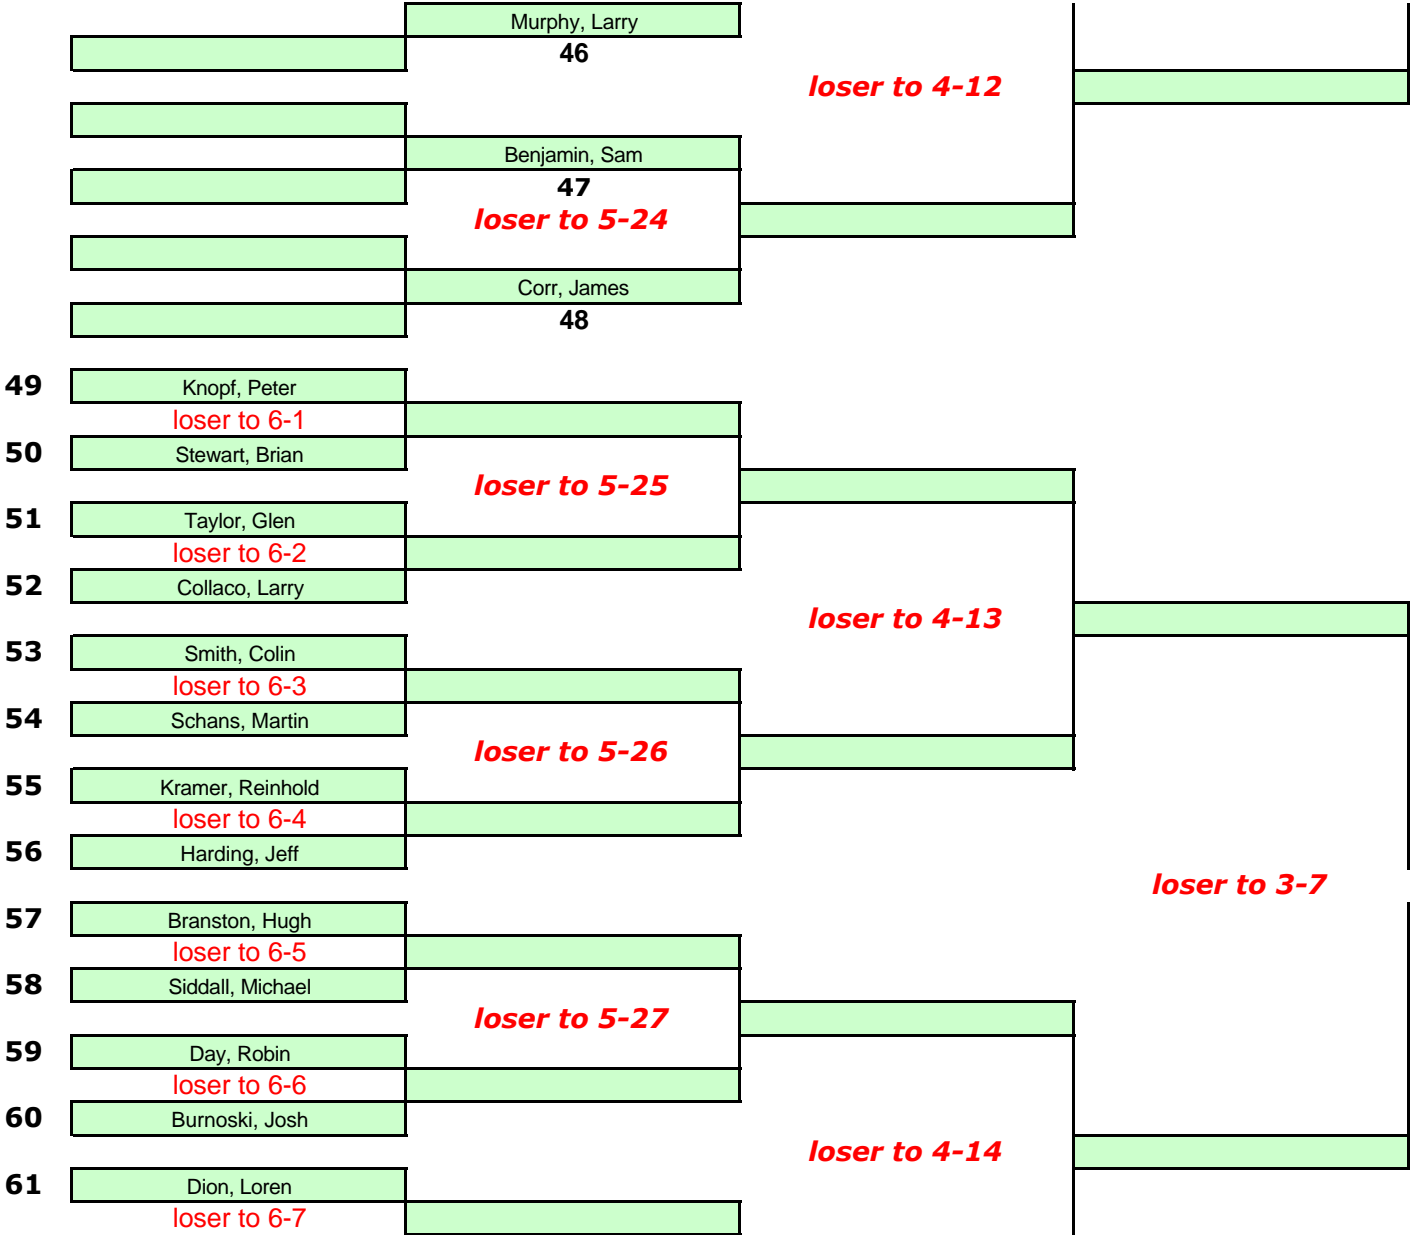 Murphy, Larry
46
loser to 4-12
Benjamin, Sam
47
loser to 5-24
Corr, James
48
49 Knopf, Peter
loser to 6-1
50 Stewart, Brian
loser to 5-25
51 Taylor, Glen
loser to 6-2
52 Collaco, Larry
loser to 4-13
53 Smith, Colin
loser to 6-3
54 Schans, Martin
loser to 5-26
55 Kramer, Reinhold
loser to 6-4
56 Harding, Jeff
loser to 3-7
57 Branston, Hugh
loser to 6-5
58 Siddall, Michael
loser to 5-27
59 Day, Robin
loser to 6-6
60 Burnoski, Josh
loser to 4-14
61 Dion, Loren
loser to 6-7